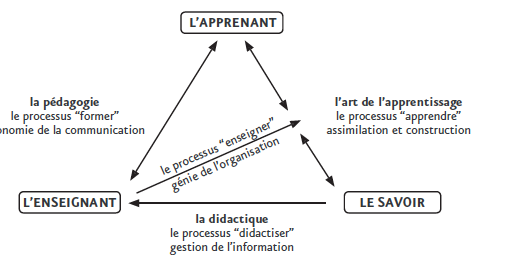 L'APPRENANT
la pédagogie
le processus "former"
onomie de la communication
l'art de l'apprentissage
le processus "apprendre"
assimilation et construction
le processus "enseigner"
génie de l'organisation
L'ENSEIGNANT
LE SAVOIR
la didactique
le processus "didactiser"
gestion de l'information